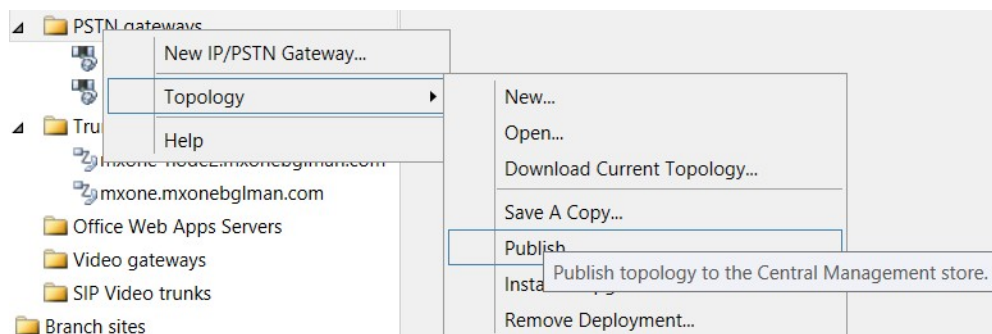 PSTN gateways
New IP/PSTN Gateway...
Topology
Help
New...
Open...
Download Current Topology...
mxone.mxonebglman.com
Save A Copy...
Office Web Apps Servers
Publish
Video gateways
Publish topology to the Central Management store.
SIP Video trunks
Remove Deployment...
Branch sites